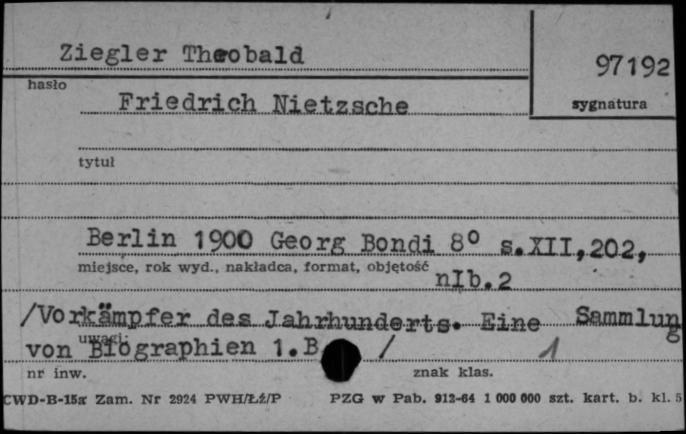 Ziegler Theobald
97192
hasło
sygnatura
Friedrich Nietzsche
tytuł
Berlin 1900 Georg Bondi 8° s.XII,202,
miejsce, rok wyd., nakładca, format, objętość
nlb.2
/Vorkämpfer des Jahrhunderts. Eine Sammlung
uwagi:
von Biographien 1.B /
1
nr inw.
znak klas.
CWD-B-15a Zam. Nr 2924 PWH/Łź/P PZG w Pab. 912-64 1 000 000 szt. kart. b. kl. 5